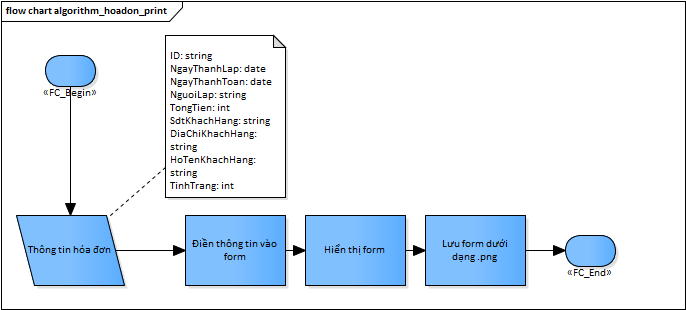 flow chart algorithm_hoadon_print
ID: string
NgayThanhLap: date
NgayThanhToan: date
NguoiLap: string
TongTien: int
SdtKhachHang: string
DiaChiKhachHang:
string
HoTenKhachHang:
string
TinhTrang: int
«FC_Begin»
Thông tin hóa đơn
Điền thông tin vào
form
Hiển thị form
Lưu form dưới
dạng .png
«FC_End»